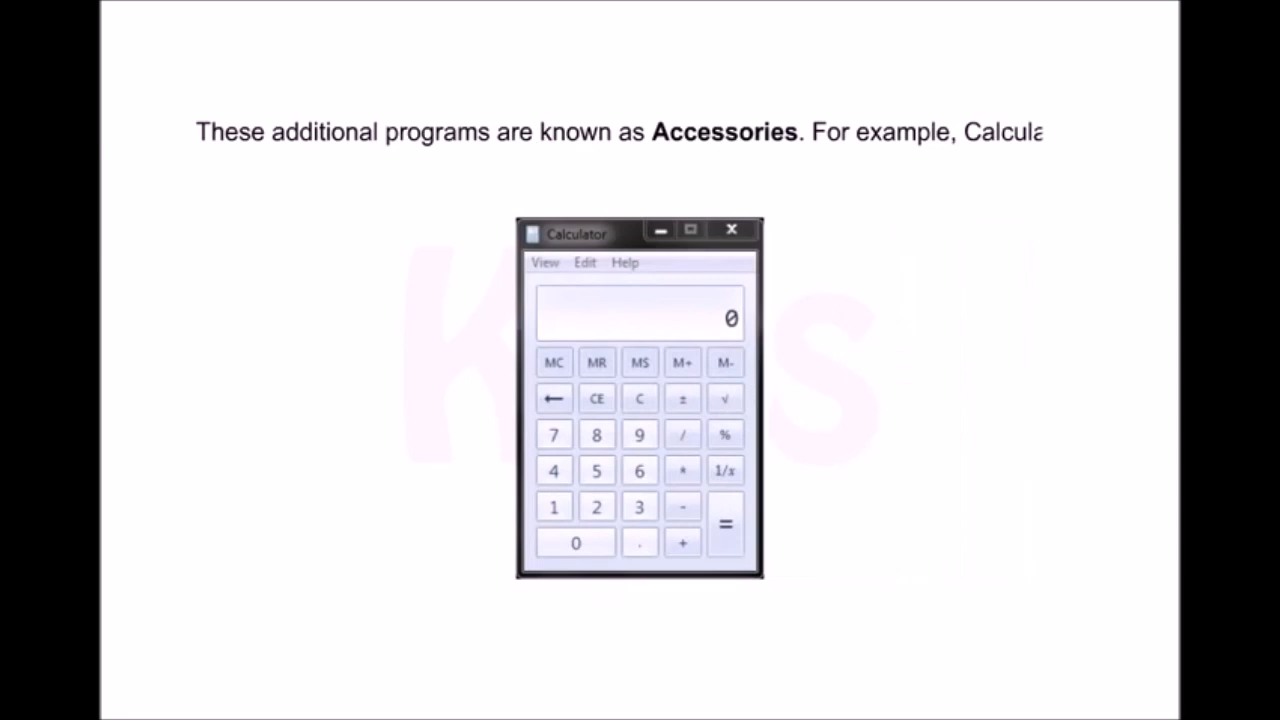 These additional programs are known as Accessories. For example, Calcula
Calculator
View Edit Help
0
MC MR MS M+ M-
← CE C ± √
7 8 9 / %
4 5 6 * 1/x
1 2 3 - =
0 . +